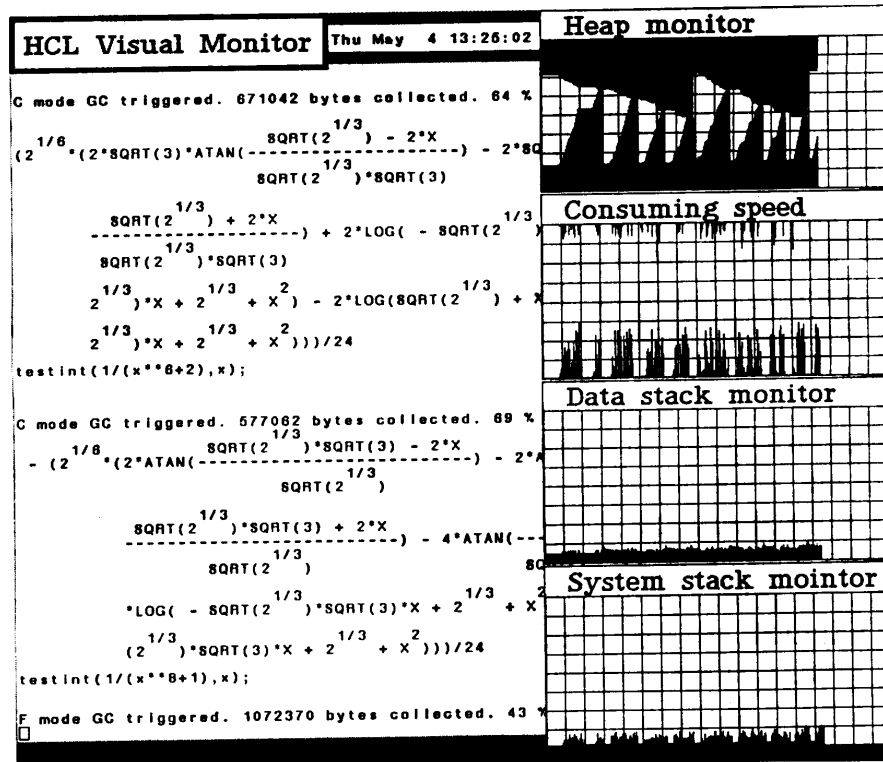 HCL Visual Monitor
Thu May 4 13:25:02
C mode GC triggered. 671042 bytes collected. 64 %
1/3
1/6 SQRT(2 ) - 2*X
(2 *(2*SQRT(3)*ATAN(--------------------) - 2*SQ
1/3
SQRT(2 )*SQRT(3)
1/3
SQRT(2 ) + 2*X 1/3
--------------------) + 2*LOG( - SQRT(2 )
1/3
SQRT(2 )*SQRT(3)
1/3 1/3 2 1/3
2 )*X + 2 + X ) - 2*LOG(SQRT(2 ) + X
1/3 1/3 2
2 )*X + 2 + X )))/24
testint(1/(x**6+2),x);
C mode GC triggered. 577062 bytes collected. 69 %
1/3
1/6 SQRT(2 )*SQRT(3) - 2*X
- (2 *(2*ATAN(------------------------) - 2*A
1/3
SQRT(2 )
1/3
SQRT(2 )*SQRT(3) + 2*X
------------------------) - 4*ATAN(---
1/3
SQRT(2 ) SQ
1/3 1/3 2
*LOG( - SQRT(2 )*SQRT(3)*X + 2 + X
1/3 1/3 2
(2 )*SQRT(3)*X + 2 + X )))/24
testint(1/(x**8+1),x);
F mode GC triggered. 1072370 bytes collected. 43 %
Heap monitor
Consuming speed
Data stack monitor
System stack mointor